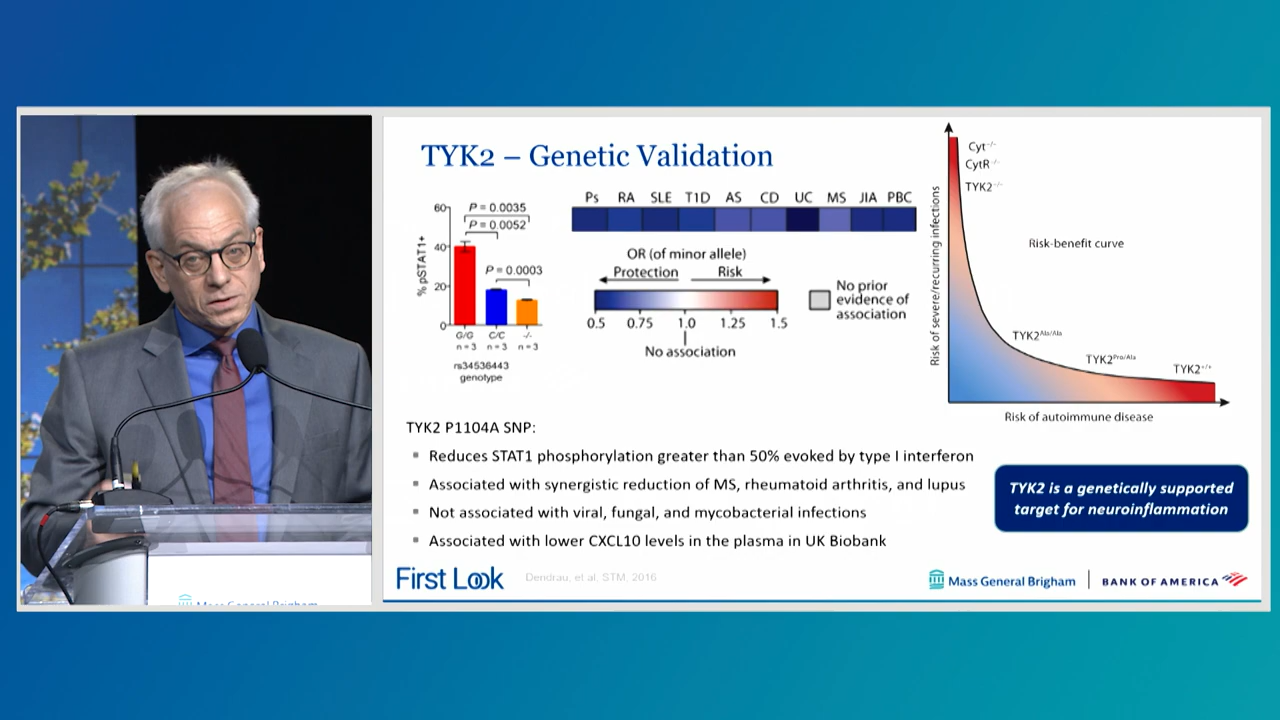 TYK2 – Genetic Validation
60
40
20
0
% pSTAT1+
P = 0.0035
P = 0.0052
P = 0.0003
G/G
C/C
-/-
n=3
n=3
n=3
rs34536443
genotype
Ps RA SLE T1D AS CD UC MS JIA PBC
OR (of minor allele)
Protection Risk
0.5 0.75 1.0 1.25 1.5
No association
No prior
evidence of
association
Risk of severe/recurring infections
Cyt-/-
CytR-/-
TYK2-/-
Risk-benefit curve
TYK2Ala/Ala
TYK2Pro/Ala
TYK2+/+
Risk of autoimmune disease
TYK2 P1104A SNP:
Reduces STAT1 phosphorylation greater than 50% evoked by type I interferon
Associated with synergistic reduction of MS, rheumatoid arthritis, and lupus
Not associated with viral, fungal, and mycobacterial infections
Associated with lower CXCL10 levels in the plasma in UK Biobank
TYK2 is a genetically supported
target for neuroinflammation
First Look
Dendrau, et al, STM, 2016
Mass General Brigham
BANK OF AMERICA
Mass General Brigham